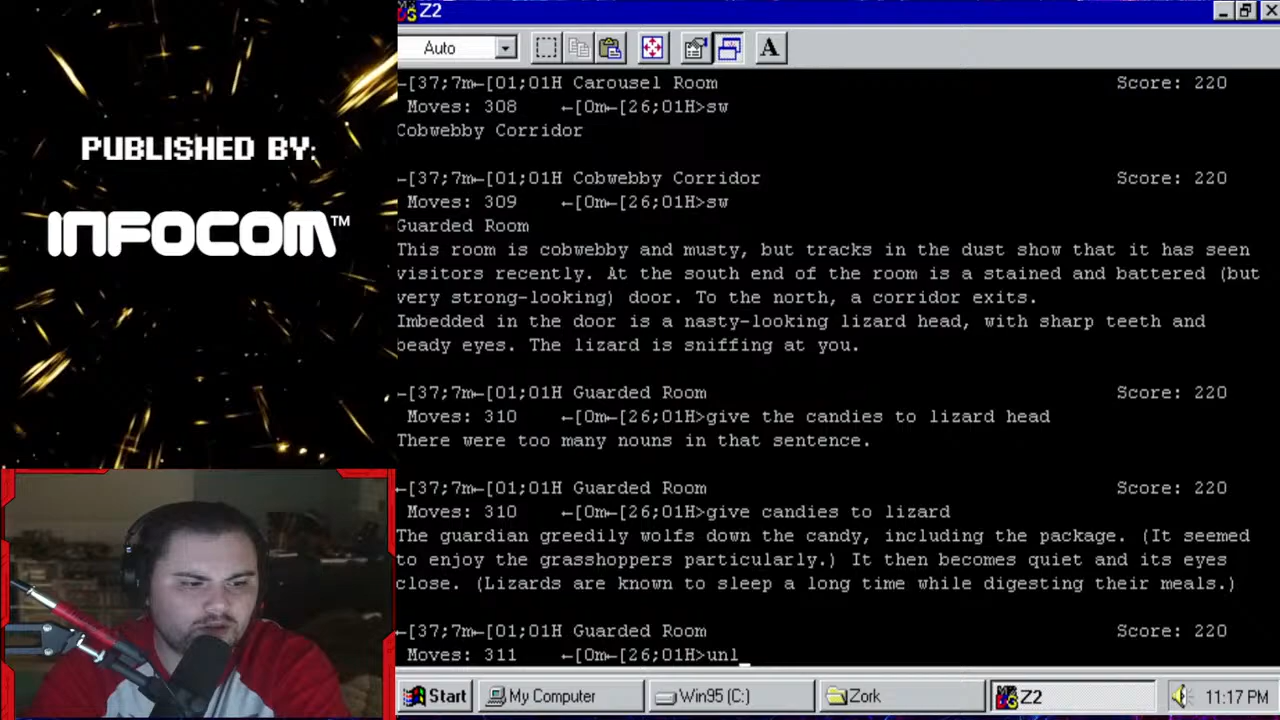 PUBLISHED BY:
INFOCOM™
Z2
Auto
A
←[37;7m←[01;01H Carousel Room Score: 220
Moves: 308 ←[0m←[26;01H>sw
Cobwebby Corridor
←[37;7m←[01;01H Cobwebby Corridor Score: 220
Moves: 309 ←[0m←[26;01H>sw
Guarded Room
This room is cobwebby and musty, but tracks in the dust show that it has seen
visitors recently. At the south end of the room is a stained and battered (but
very strong-looking) door. To the north, a corridor exits.
Imbedded in the door is a nasty-looking lizard head, with sharp teeth and
beady eyes. The lizard is sniffing at you.
←[37;7m←[01;01H Guarded Room Score: 220
Moves: 310 ←[0m←[26;01H>give the candies to lizard head
There were too many nouns in that sentence.
←[37;7m←[01;01H Guarded Room Score: 220
Moves: 310 ←[0m←[26;01H>give candies to lizard
The guardian greedily wolfs down the candy, including the package. (It seemed
to enjoy the grasshoppers particularly.) It then becomes quiet and its eyes
close. (Lizards are known to sleep a long time while digesting their meals.)
←[37;7m←[01;01H Guarded Room Score: 220
Moves: 311 ←[0m←[26;01H>unl_
Start My Computer Win95 (C:) Zork Z2 11:17 PM